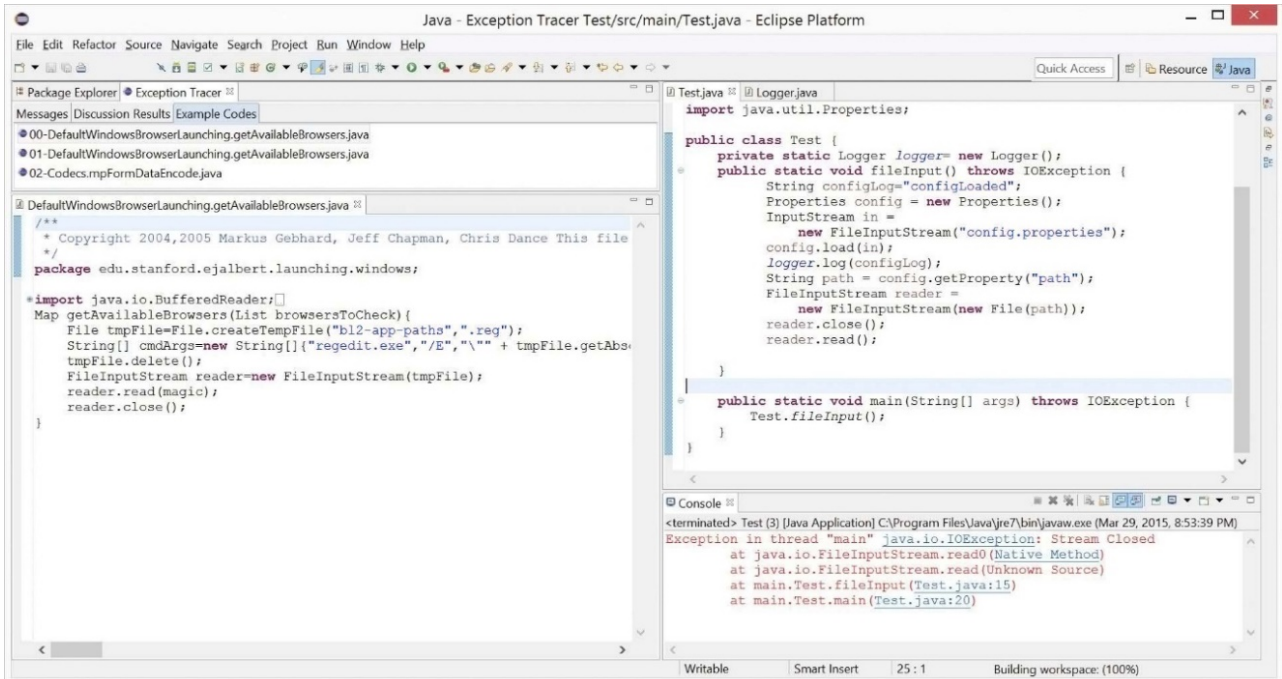 Java - Exception Tracer Test/src/main/Test.java - Eclipse Platform
File Edit Refactor Source Navigate Search Project Run Window Help
Quick Access
Resource
Java
Package Explorer Exception Tracer
Messages Discussion Results Example Codes
00-DefaultWindowsBrowserLaunching.getAvailableBrowsers.java
01-DefaultWindowsBrowserLaunching.getAvailableBrowsers.java
02-Codecs.mpFormDataEncode.java
DefaultWindowsBrowserLaunching.getAvailableBrowsers.java
/**
* Copyright 2004,2005 Markus Gebhard, Jeff Chapman, Chris Dance This file
*/
package edu.stanford.ejalbert.launching.windows;
import java.io.BufferedReader;
Map getAvailableBrowsers(List browsersToCheck){
File tmpFile=File.createTempFile("bl2-app-paths",".reg");
String[] cmdArgs=new String[]{"regedit.exe","/E","\"" + tmpFile.getAbs
tmpFile.delete();
FileInputStream reader=new FileInputStream(tmpFile);
reader.read(magic);
reader.close();
}
Test.java Logger.java
import java.util.Properties;
public class Test {
private static Logger logger= new Logger();
public static void fileInput() throws IOException {
String configLog="configLoaded";
Properties config = new Properties();
InputStream in =
new FileInputStream("config.properties");
config.load(in);
logger.log(configLog);
String path = config.getProperty("path");
FileInputStream reader =
new FileInputStream(new File(path));
reader.close();
reader.read();
}
public static void main(String[] args) throws IOException {
Test.fileInput();
}
}
Console
<terminated> Test (3) [Java Application] C:\Program Files\Java\jre7\bin\javaw.exe (Mar 29, 2015, 8:53:39 PM)
Exception in thread "main" java.io.IOException: Stream Closed
at java.io.FileInputStream.read0(Native Method)
at java.io.FileInputStream.read(Unknown Source)
at main.Test.fileInput(Test.java:15)
at main.Test.main(Test.java:20)
Writable
Smart Insert
25 : 1
Building workspace: (100%)